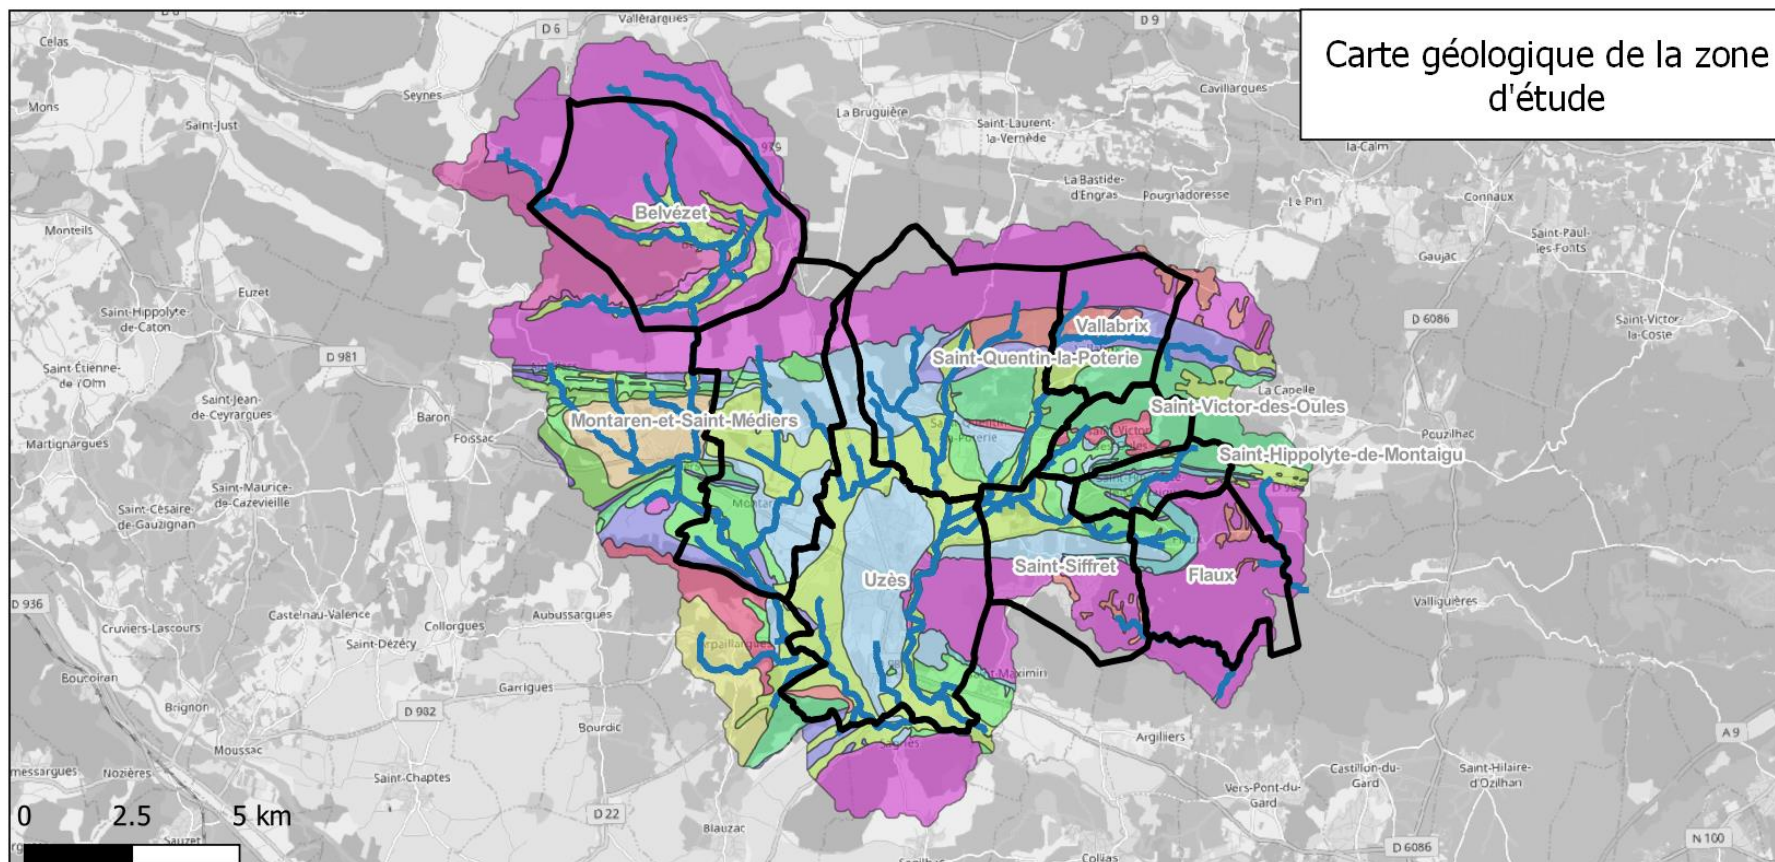 Carte géologique de la zone
d'étude
Vallérargues
D 6
D 9
Celas
Seynes
Cavillargues
Mons
La Bruguière
Saint-Just
Saint-Laurent-
la-Vernède
la-Calm
979
La Bastide-
d'Engras
Pougnadoresse
Le Pin
Connaux
Belvézet
Monteils
Saint-Paul
les-Fonts
Gaujac
Euzet
Saint-Hippolyte-
de-Caton
D 6086
Saint-Victor
la-Coste
Vallabrix
D 981
Saint-Quentin-la-Poterie
Saint-Étienne-
de-l'Olm
Saint-Jean-
de-Ceyrargues
La Capelle
Baron
Saint-Victor-des-Oules
Montaren-et-Saint-Médiers
Martignargues
Foissac
Pouzilhac
Saint-Hippolyte-de-Montaigu
Saint-Maurice-
de-Cazevieille
Saint-Césaire-
de-Gauzignan
Saint-Siffret
Uzès
Flaux
D 936
Castelnau-Valence
Aubussargues
Valliguières
Cruviers-Lascours
Collorgues
Saint-Dézéry
Boucoiran
Garrigues
Brignon
D 982
Bourdic
Moussac
Argilliers
A 9
Nozières
Saint-Chaptes
Castillon-du-
Gard
Saint-Hilaire-
d'Ozilhan
Vers-Pont-du-
Gard
0 2.5 5 km
D 22
Blauzac
Sauzet
D 6086
N 100